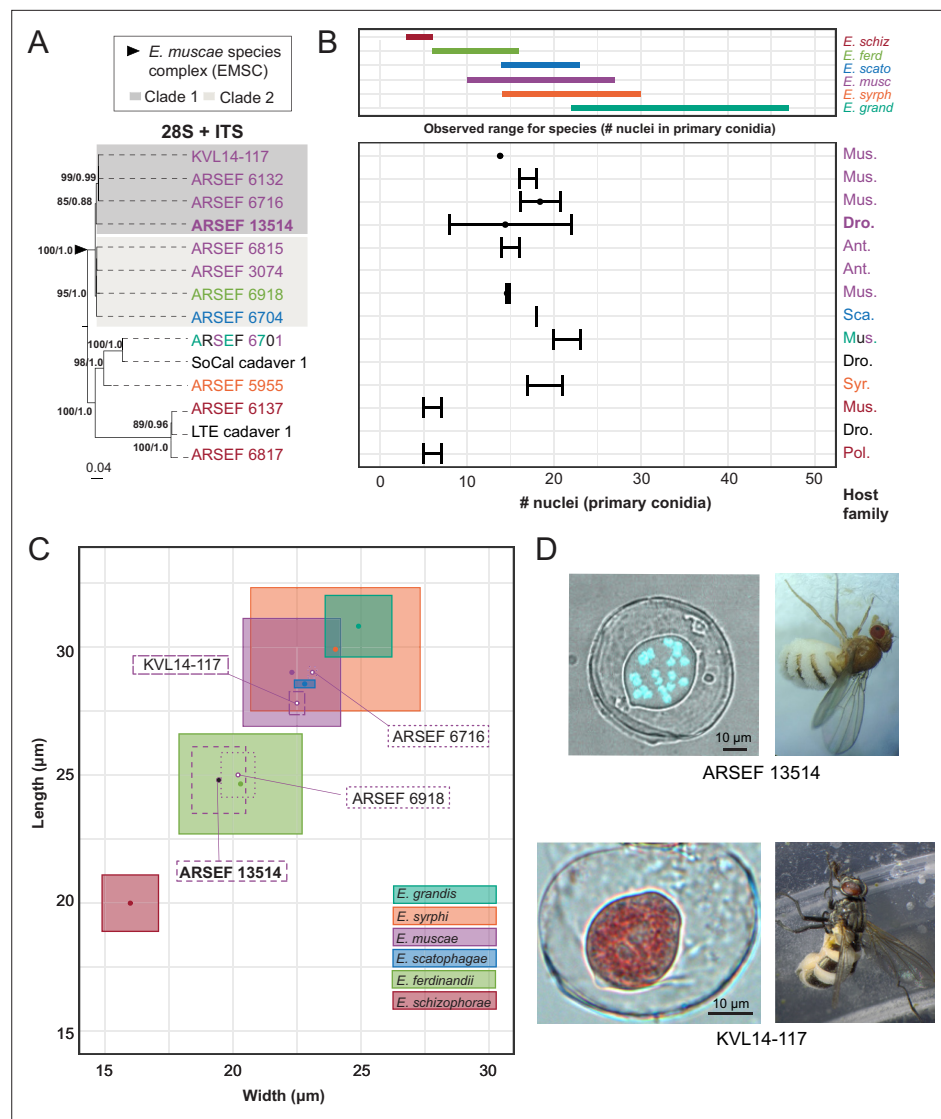 A
E. muscae species
complex (EMSC)
Clade 1 Clade 2
28S + ITS
KVL14-117
99/0.99
ARSEF 6132
85/0.88
ARSEF 6716
ARSEF 13514
100/1.0
ARSEF 6815
ARSEF 3074
95/1.0
ARSEF 6918
ARSEF 6704
100/1.0
ARSEF 6701
98/1.0
SoCal cadaver 1
ARSEF 5955
100/1.0
ARSEF 6137
89/0.96
LTE cadaver 1
100/1.0
ARSEF 6817
0.04
B
E. schiz
E. ferd
E. scato
E. musc
E. syrph
E. grand
Observed range for species (# nuclei in primary conidia)
Mus.
Mus.
Mus.
Dro.
Ant.
Ant.
Mus.
Sca.
Mus.
Dro.
Syr.
Mus.
Dro.
Pol.
0 10 20 30 40 50
# nuclei (primary conidia)
Host
family
C
30
25
20
15
Length (µm)
KVL14-117
ARSEF 6716
ARSEF 6918
ARSEF 13514
E. grandis
E. syrphi
E. muscae
E. scatophagae
E. ferdinandii
E. schizophorae
15 20 25 30
Width (µm)
D
10 µm
ARSEF 13514
10 µm
KVL14-117